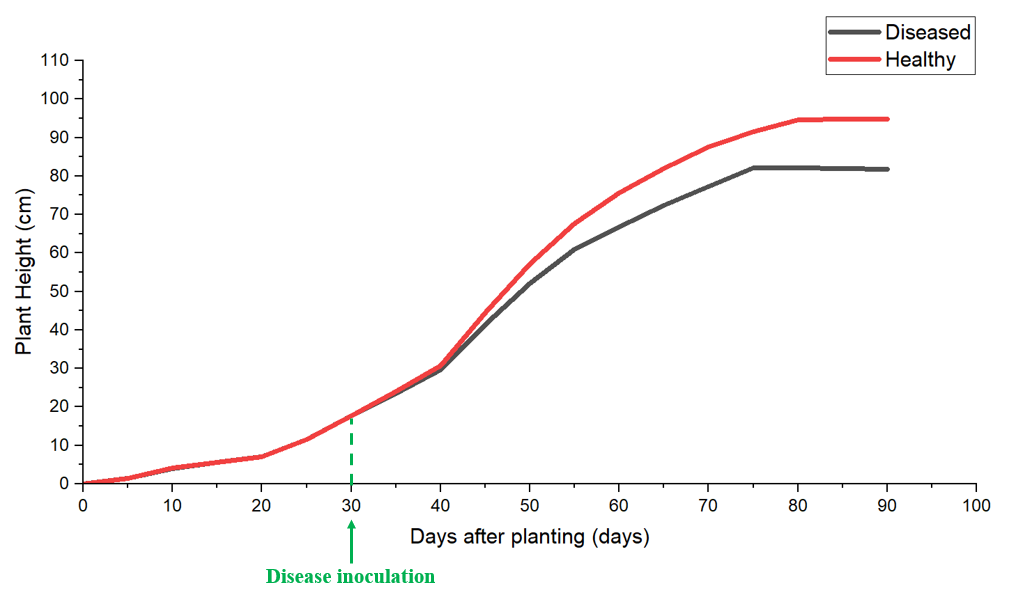 Diseased
Healthy
110
100
90
80
70
60
50
40
30
20
10
0
Plant Height (cm)
0 10 20 30 40 50 60 70 80 90 100
Days after planting (days)
Disease inoculation